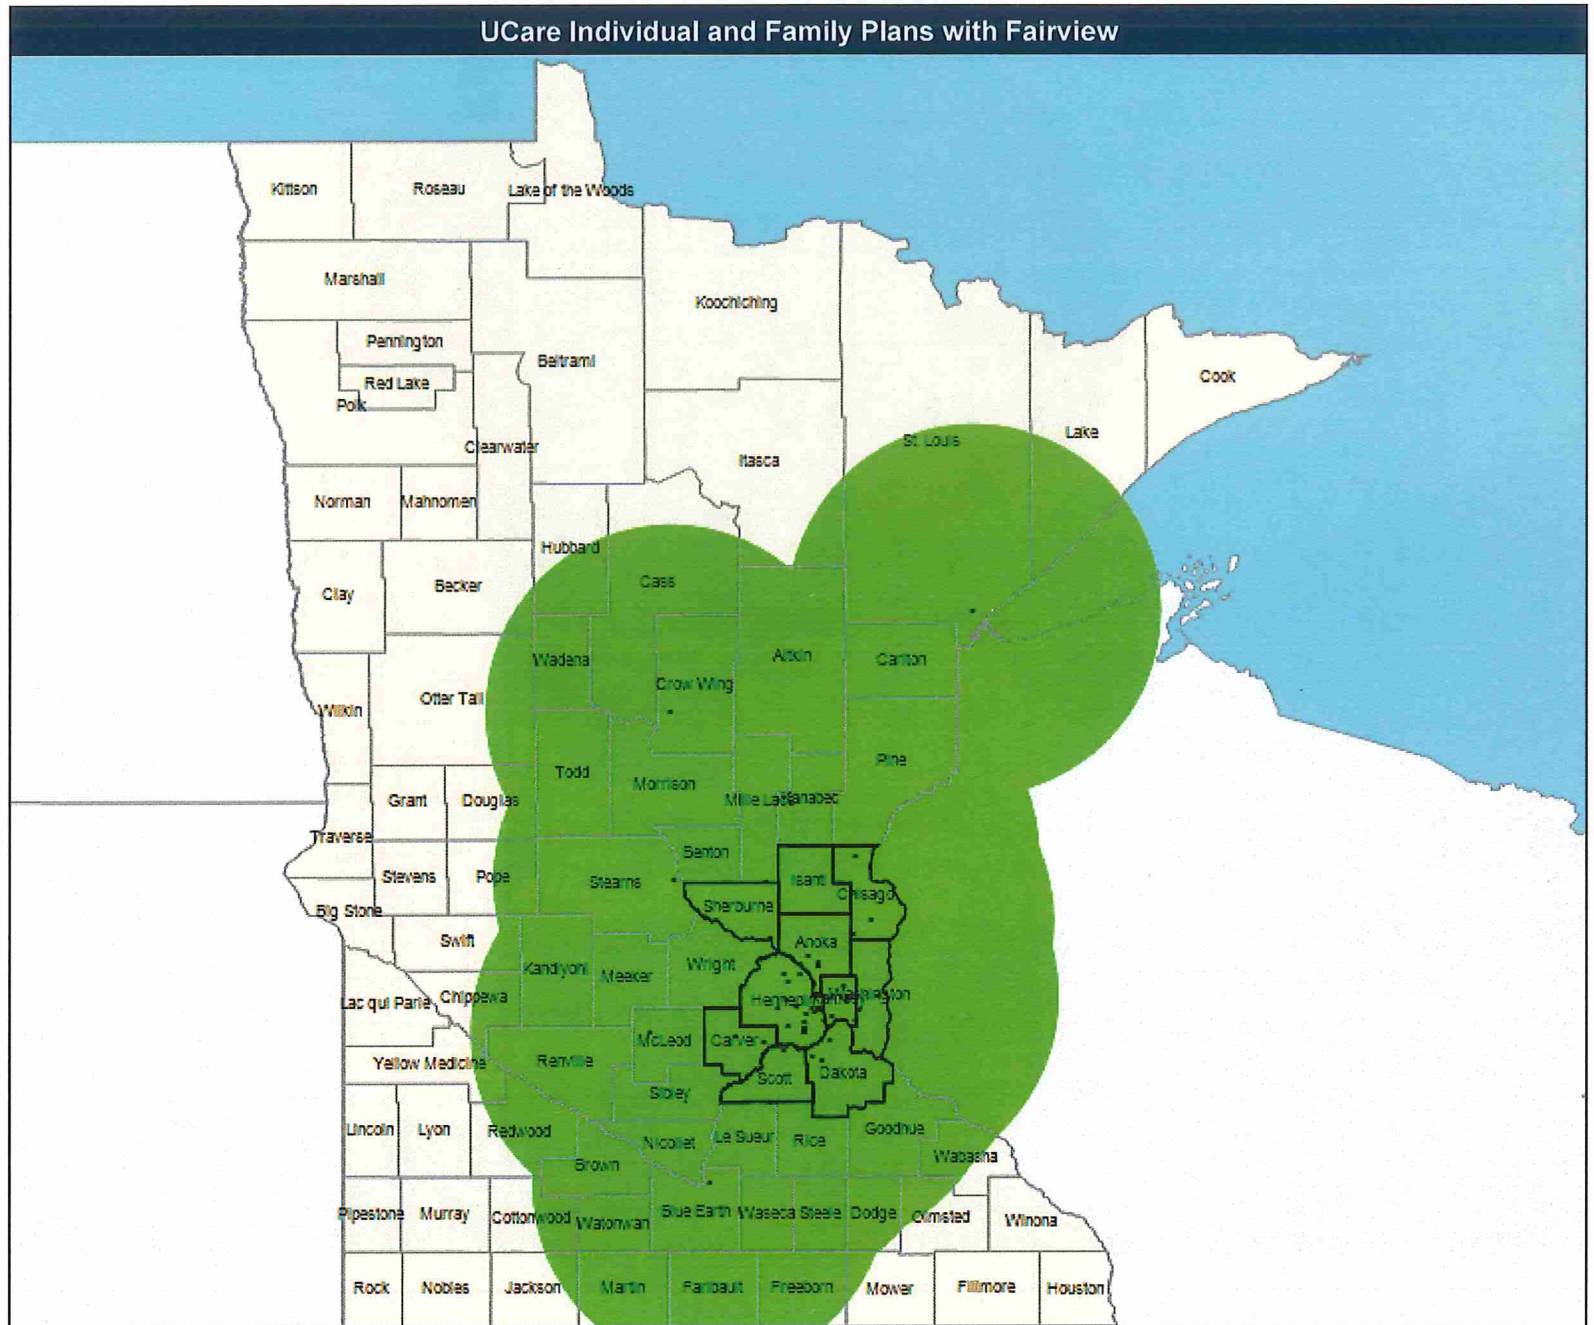 UCare Individual and Family Plans with Fairview
Kittson
Roseau
Lake of the Woods
Marshall
Koochiching
Pennington
Beltrami
Red Lake
Polk
Cook
Clearwater
St. Louis
Lake
Itasca
Norman
Mahnomen
Hubbard
Cass
Clay
Becker
Wadena
Aitkin
Carlton
Crow Wing
Otter Tail
Wilkin
Pine
Todd
Morrison
Grant
Douglas
Mille Lacs
Kanabec
Traverse
Benton
Stevens
Pope
Stearns
Isanti
Chisago
Sherburne
Big Stone
Swift
Anoka
Kandiyohi
Meeker
Wright
Lac qui Parle
Chippewa
Hennepin
Ramsey
Washington
McLeod
Carver
Yellow Medicine
Renville
Scott
Dakota
Sibley
Lincoln
Lyon
Redwood
Nicollet
Le Sueur
Rice
Goodhue
Brown
Wabasha
Pipestone
Murray
Cottonwood
Watonwan
Blue Earth
Waseca
Steele
Dodge
Olmsted
Winona
Rock
Nobles
Jackson
Martin
Faribault
Freeborn
Mower
Fillmore
Houston